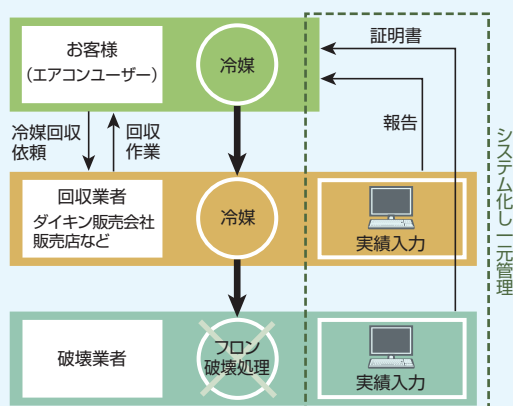 お客様
（エアコンユーザー）
冷媒
証明書
冷媒回収
依頼
回収
作業
報告
回収業者
ダイキン販売会社
販売店など
冷媒
実績入力
破壊業者
フロン
破壊処理
実績入力
システム化し一元管理